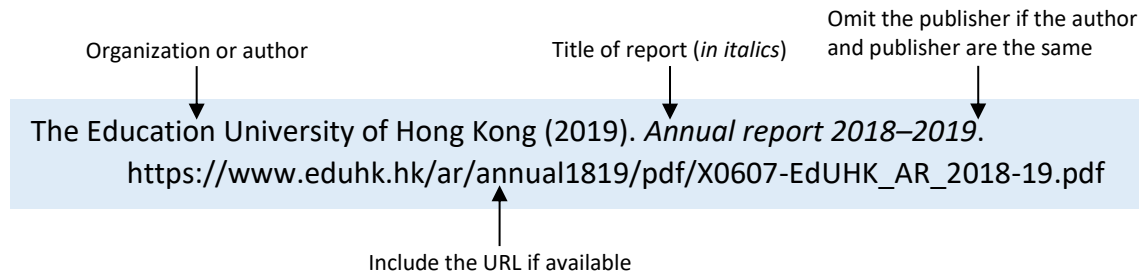 Organization or author
Title of report (in italics)
Omit the publisher if the author
and publisher are the same
The Education University of Hong Kong (2019). Annual report 2018–2019.
https://www.eduhk.hk/ar/annual1819/pdf/X0607-EdUHK_AR_2018-19.pdf
Include the URL if available